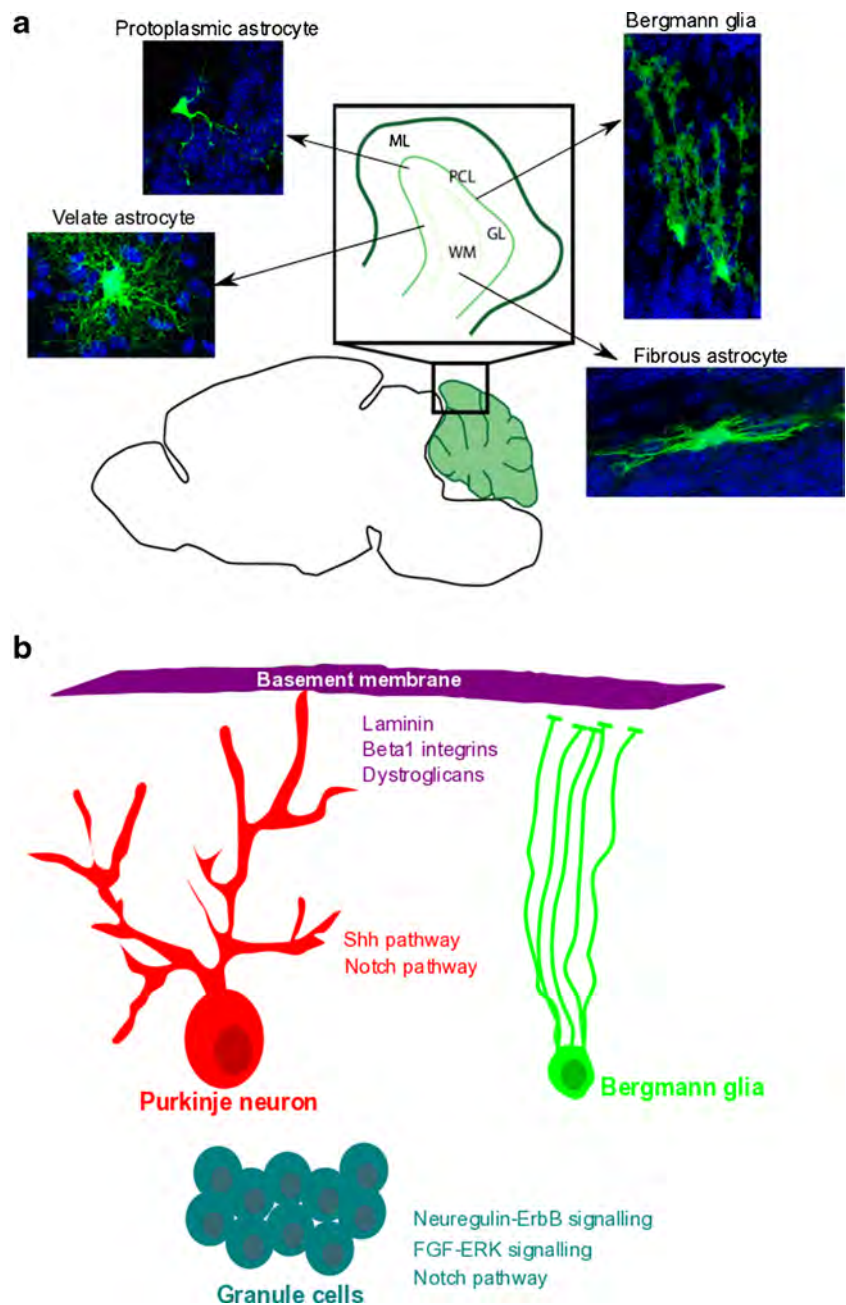 a
Protoplasmic astrocyte
Bergmann glia
Velate astrocyte
ML
PCL
GL
WM
Fibrous astrocyte
b
Basement membrane
Laminin
Beta1 integrins
Dystroglicans
Shh pathway
Notch pathway
Purkinje neuron
Bergmann glia
Neuregulin-ErbB signalling
FGF-ERK signalling
Notch pathway
Granule cells